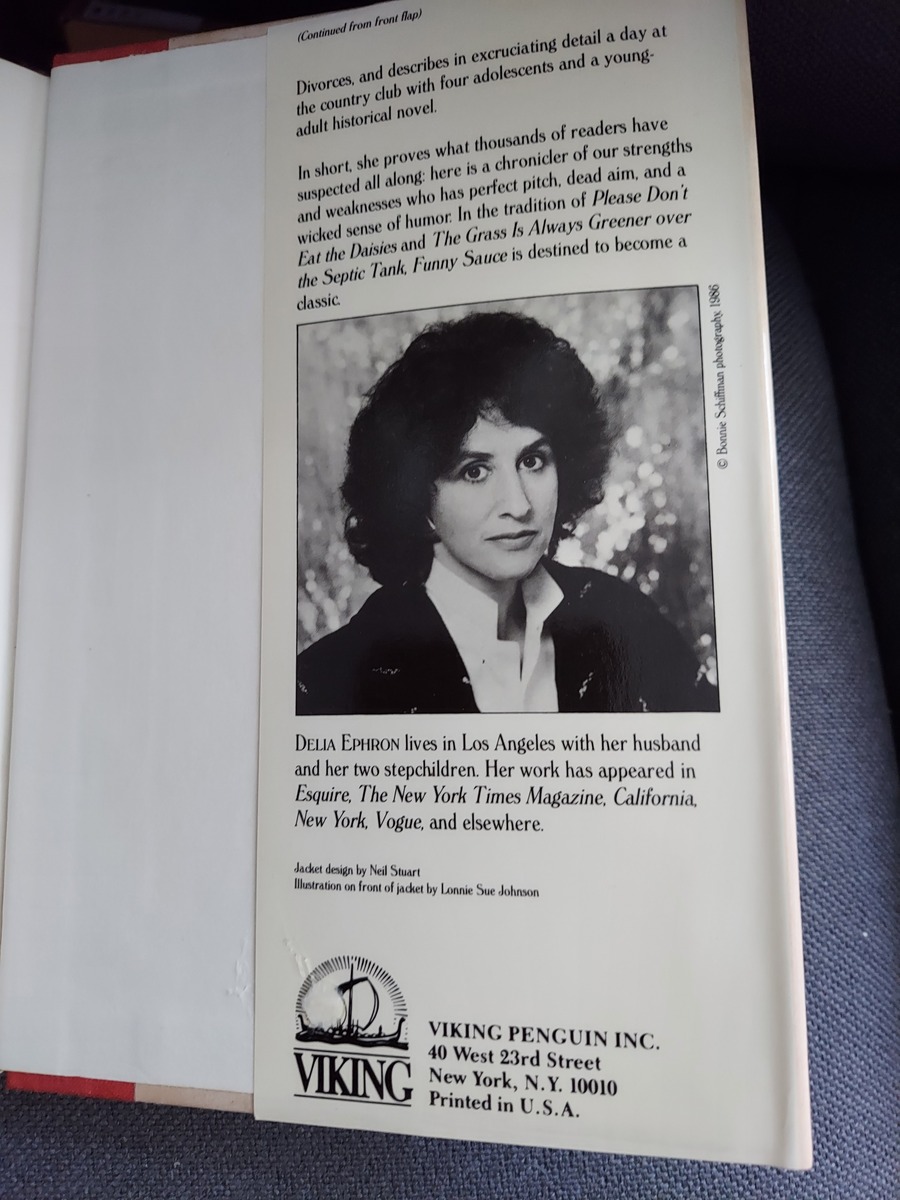 (Continued from front flap)
Divorces, and describes in excruciating detail a day at
the country club with four adolescents and a young-
adult historical novel.
In short, she proves what thousands of readers have
suspected all along: here is a chronicler of our strengths
and weaknesses who has perfect pitch, dead aim, and a
wicked sense of humor. In the tradition of Please Don't
Eat the Daisies and The Grass Is Always Greener over
the Septic Tank, Funny Sauce is destined to become a
classic.
© Bonnie Schiffman photography, 1986
DELIA EPHRON lives in Los Angeles with her husband
and her two stepchildren. Her work has appeared in
Esquire, The New York Times Magazine, California,
New York, Vogue, and elsewhere.
Jacket design by Neil Stuart
Illustration on front of jacket by Lonnie Sue Johnson
VIKING
VIKING PENGUIN INC.
40 West 23rd Street
New York, N.Y. 10010
Printed in U.S.A.